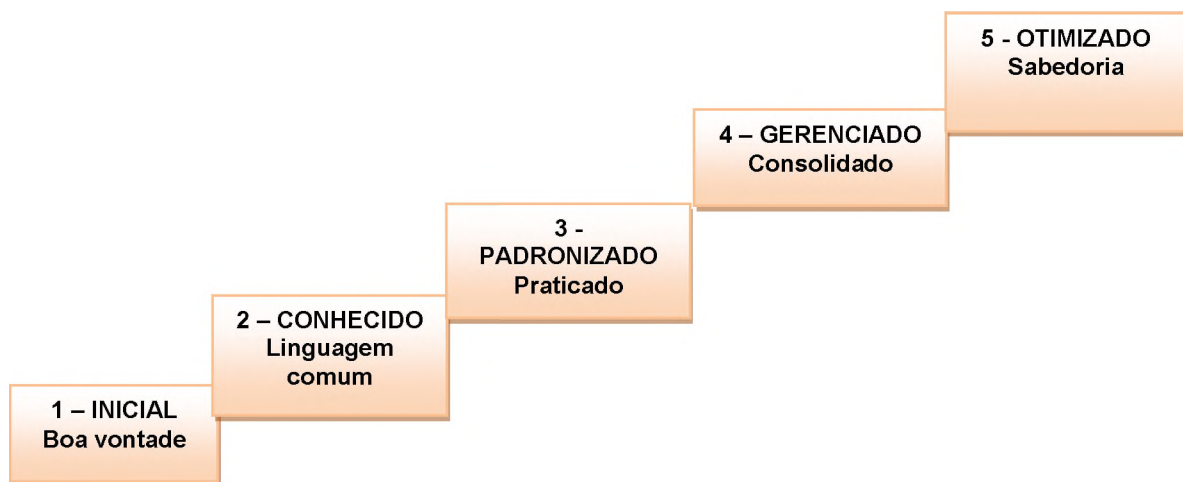 5 - OTIMIZADO
Sabedoria
4 – GERENCIADO
Consolidado
3 -
PADRONIZADO
Praticado
2 – CONHECIDO
Linguagem
comum
1 – INICIAL
Boa vontade